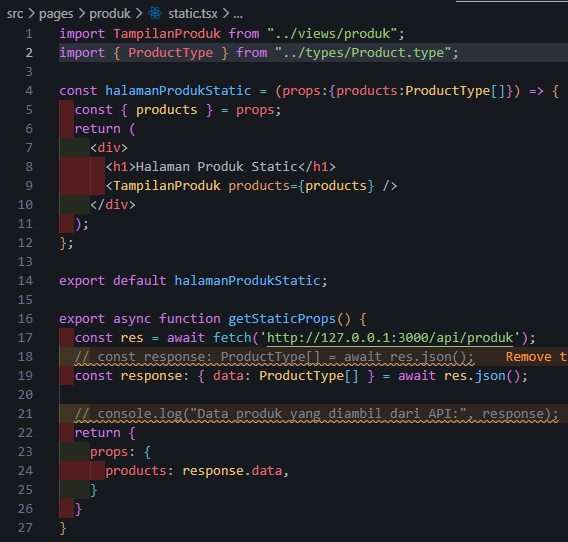 src > pages > produk > static.tsx > ...
1 import TampilanProduk from "../views/produk";
2 import { ProductType } from "../types/Product.type";
3
4 const halamanProdukStatic = (props:{products:ProductType[]}) => {
5 const { products } = props;
6 return (
7 <div>
8 <h1>Halaman Produk Static</h1>
9 <TampilanProduk products={products} />
10 </div>
11 );
12 };
13
14 export default halamanProdukStatic;
15
16 export async function getStaticProps() {
17 const res = await fetch('http://127.0.0.1:3000/api/produk');
18 // const response: ProductType[] = await res.json(); Remove t
19 const response: { data: ProductType[] } = await res.json();
20
21 // console.log("Data produk yang diambil dari API:", response);
22 return {
23 props: {
24 products: response.data,
25 }
26 }
27 }